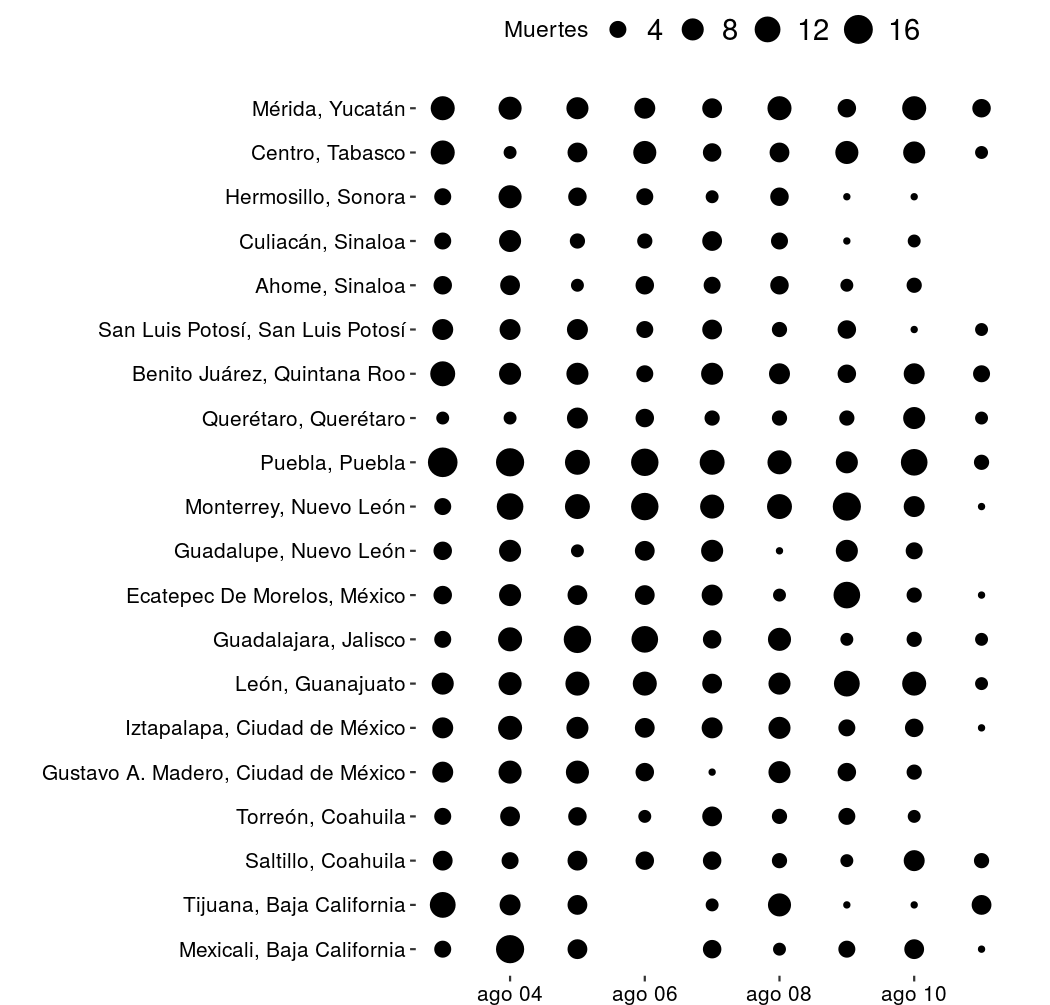 Muertes 4 8 12 16
Mérida, Yucatán
Centro, Tabasco
Hermosillo, Sonora
Culiacán, Sinaloa
Ahome, Sinaloa
San Luis Potosí, San Luis Potosí
Benito Juárez, Quintana Roo
Querétaro, Querétaro
Puebla, Puebla
Monterrey, Nuevo León
Guadalupe, Nuevo León
Ecatepec De Morelos, México
Guadalajara, Jalisco
León, Guanajuato
Iztapalapa, Ciudad de México
Gustavo A. Madero, Ciudad de México
Torreón, Coahuila
Saltillo, Coahuila
Tijuana, Baja California
Mexicali, Baja California
ago 04 ago 06 ago 08 ago 10